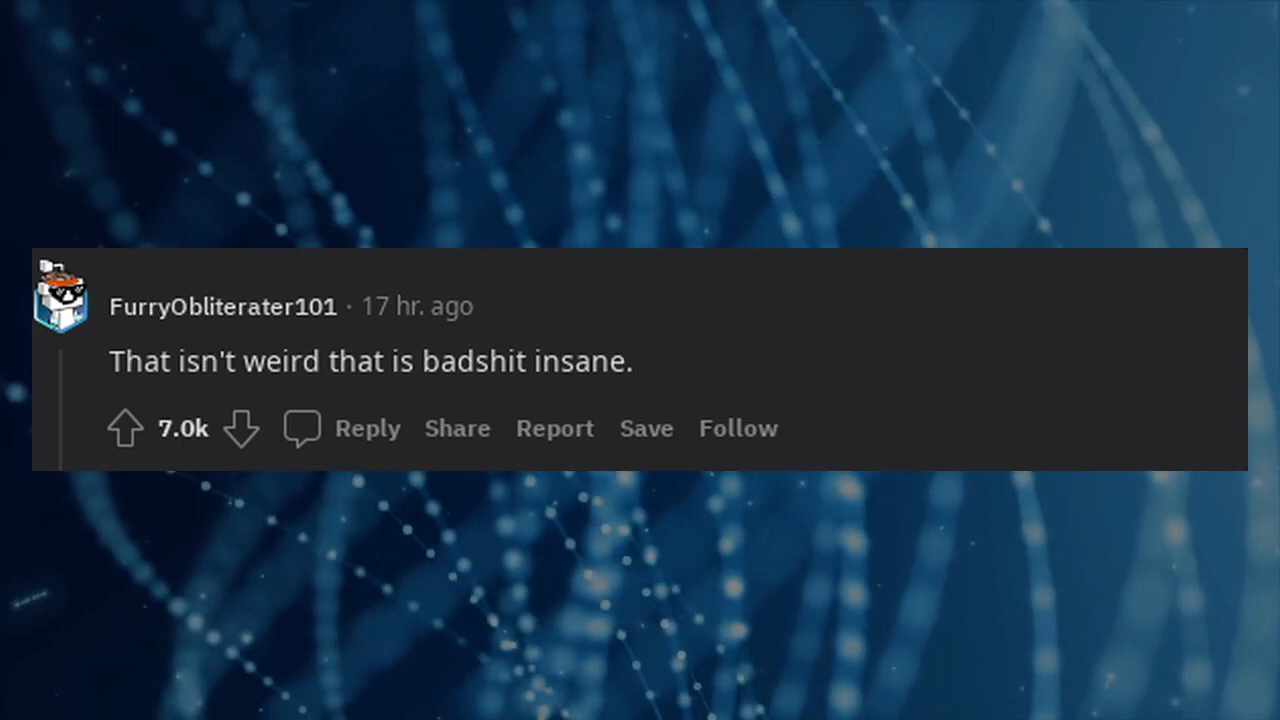 FurryObliterater101 · 17 hr. ago
That isn't weird that is badshit insane.
7.0k Reply Share Report Save Follow